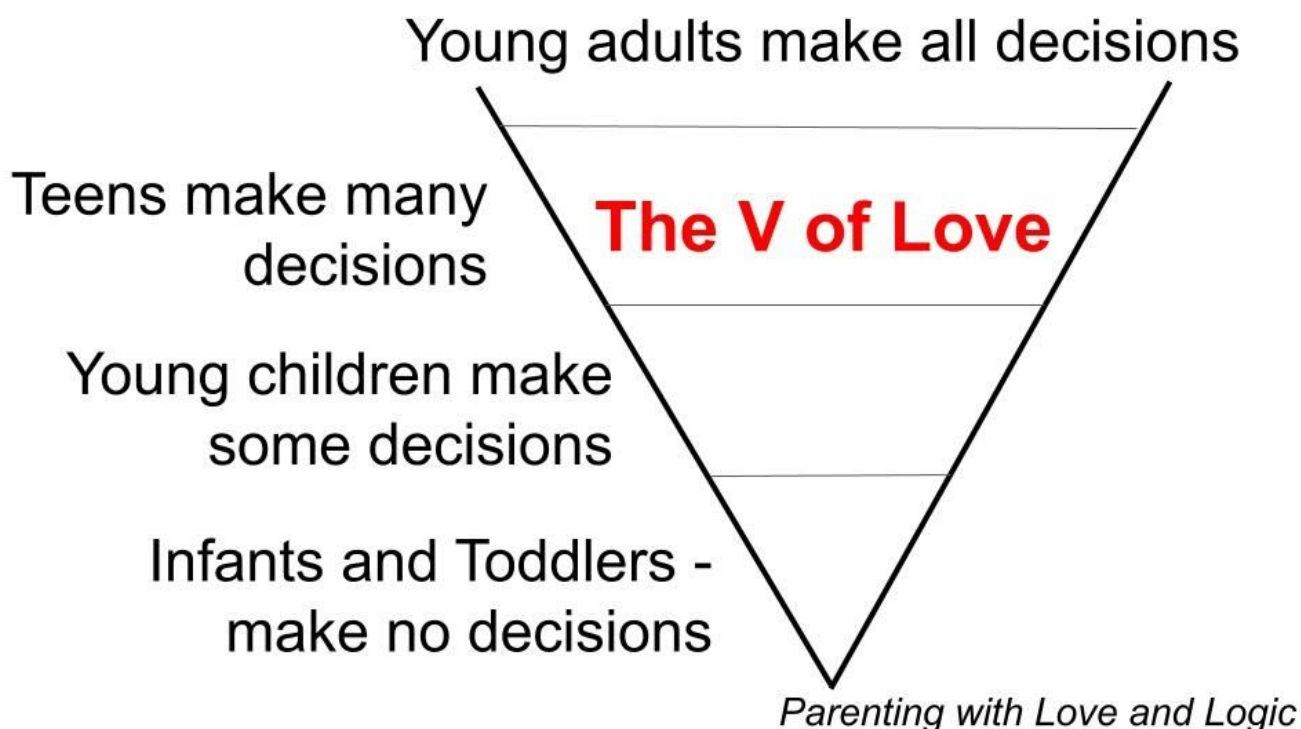 Young adults make all decisions
Teens make many
decisions
The V of Love
Young children make
some decisions
Infants and Toddlers -
make no decisions
Parenting with Love and Logic